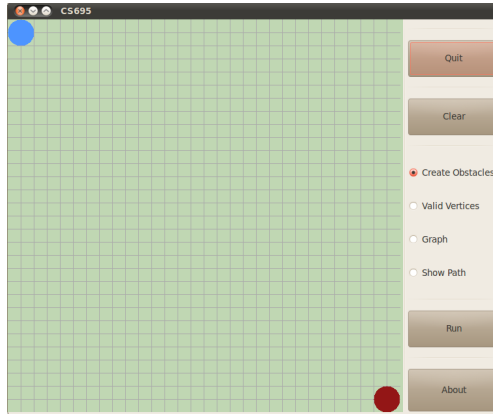 CS695
Quit
Clear
Create Obstacles
Valid Vertices
Graph
Show Path
Run
About